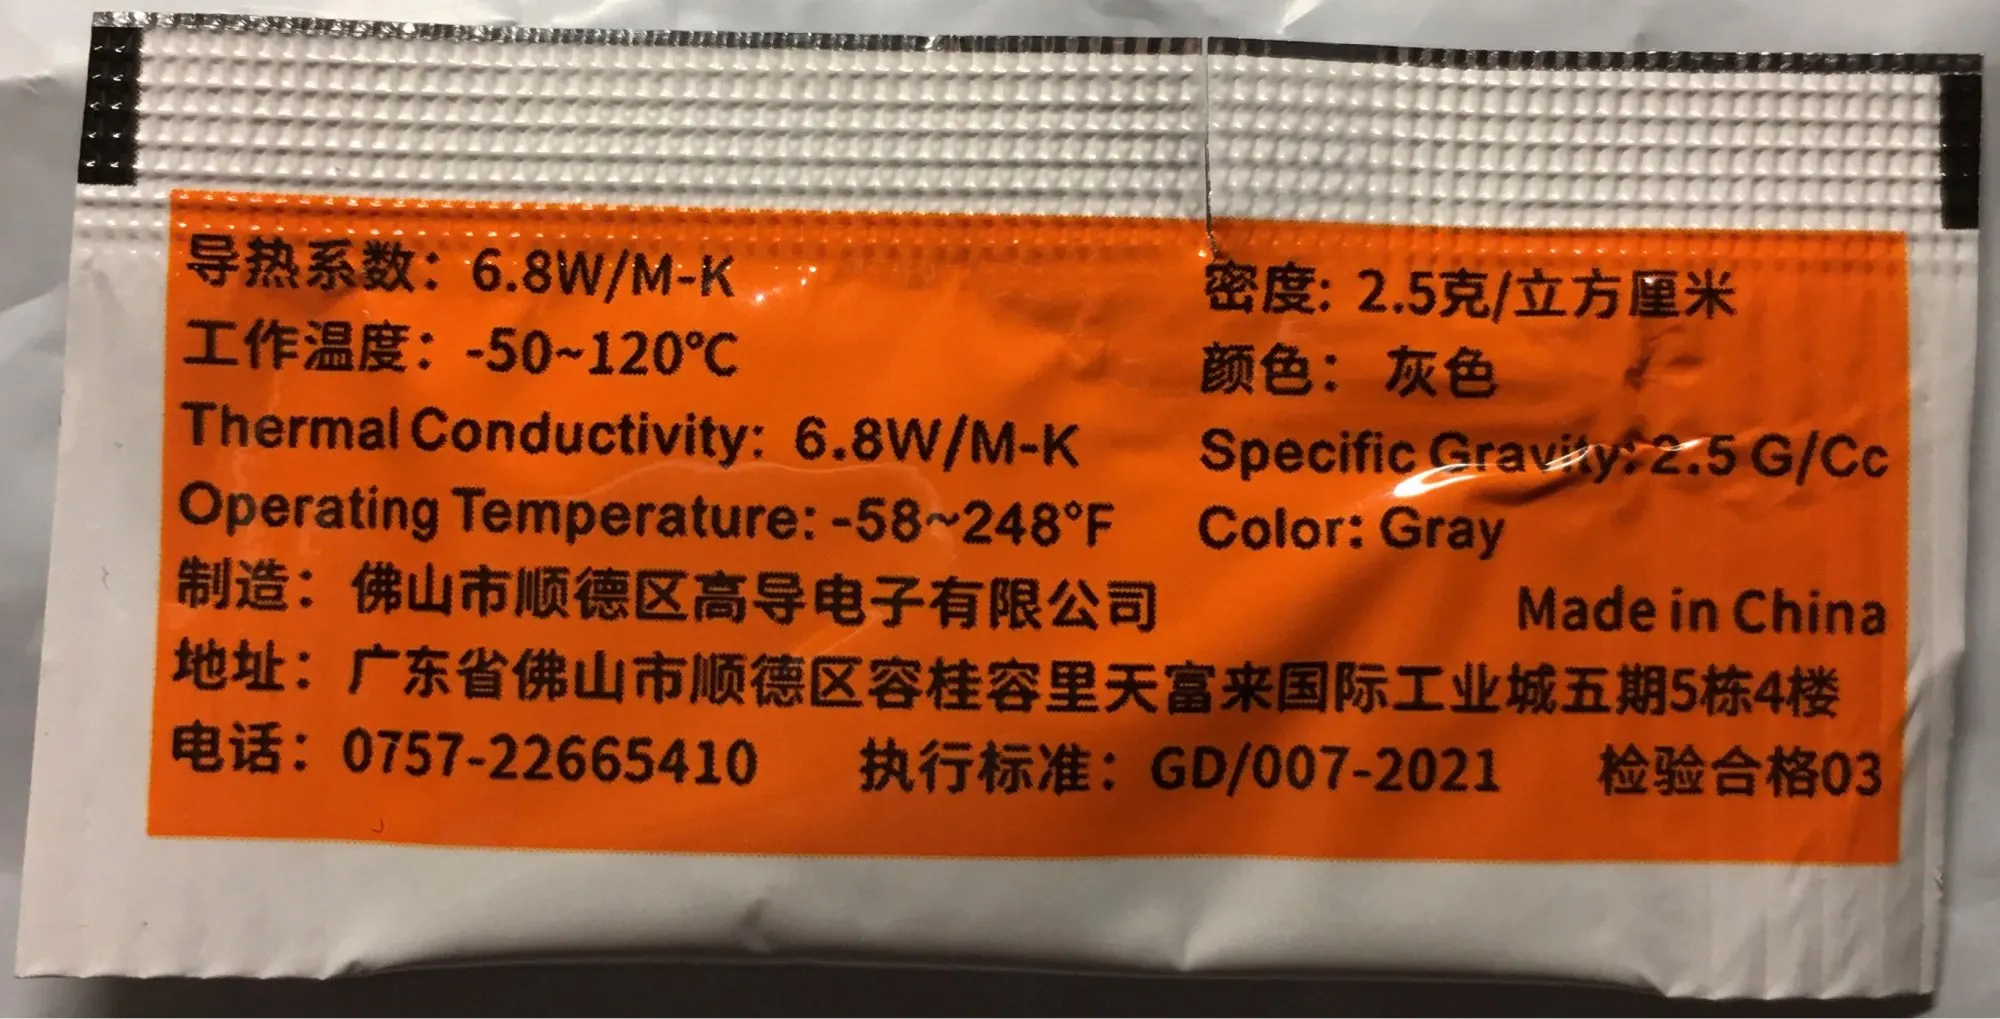 导热系数：6.8W/M-K 密度: 2.5克/立方厘米
工作温度：-50~120℃ 颜色： 灰色
Thermal Conductivity: 6.8W/M-K Specific Gravity:2.5 G/Cc
Operating Temperature: -58~248°F Color: Gray
制造：佛山市顺德区高导电子有限公司 Made in China
地址：广东省佛山市顺德区容桂容里天富来国际工业城五期5栋4楼
电话：0757-22665410 执行标准：GD/007-2021 检验合格03